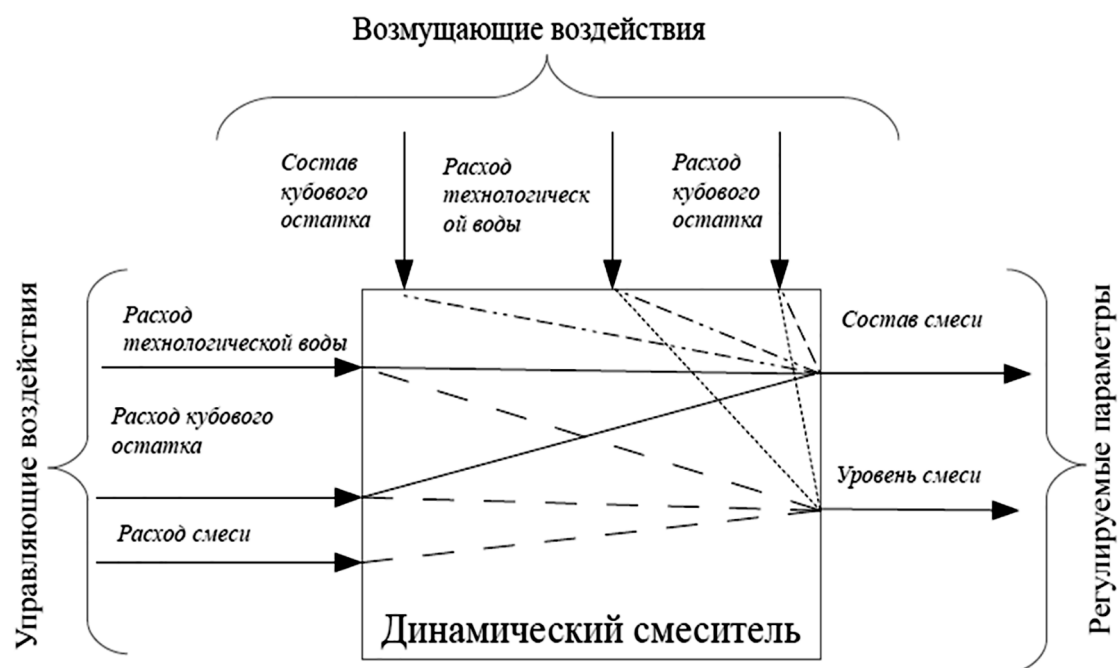 Возмущающие воздействия
Состав
кубового
остатка
Расход
технологическ
ой воды
Расход
кубового
остатка
Управляющие воздействия
Расход
технологической воды
Расход кубового
остатка
Расход смеси
Состав смеси
Уровень смеси
Регулируемые параметры
Динамический смеситель